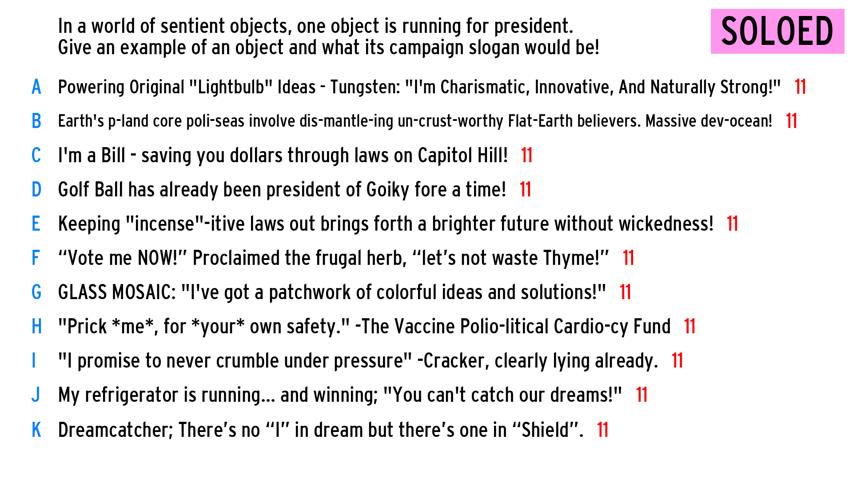 In a world of sentient objects, one object is running for president.
Give an example of an object and what its campaign slogan would be!
SOLOED
A Powering Original "Lightbulb" Ideas - Tungsten: "I'm Charismatic, Innovative, And Naturally Strong!" 11
B Earth's p-land core poli-seas involve dis-mantle-ing un-crust-worthy Flat-Earth believers. Massive dev-ocean! 11
C I'm a Bill - saving you dollars through laws on Capitol Hill! 11
D Golf Ball has already been president of Goiky fore a time! 11
E Keeping "incense"-itive laws out brings forth a brighter future without wickedness! 11
F “Vote me NOW!” Proclaimed the frugal herb, “let’s not waste Thyme!” 11
G GLASS MOSAIC: "I've got a patchwork of colorful ideas and solutions!" 11
H "Prick *me*, for *your* own safety." -The Vaccine Polio-litical Cardio-cy Fund 11
I "I promise to never crumble under pressure" -Cracker, clearly lying already. 11
J My refrigerator is running... and winning; "You can't catch our dreams!" 11
K Dreamcatcher; There’s no “I” in dream but there’s one in “Shield”. 11